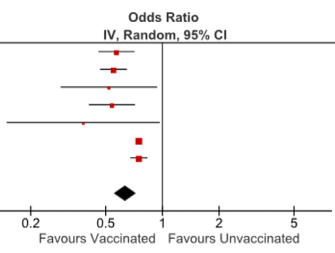 Odds Ratio
IV, Random, 95% CI
0.2 0.5 1 2 5
Favours Vaccinated Favours Unvaccinated